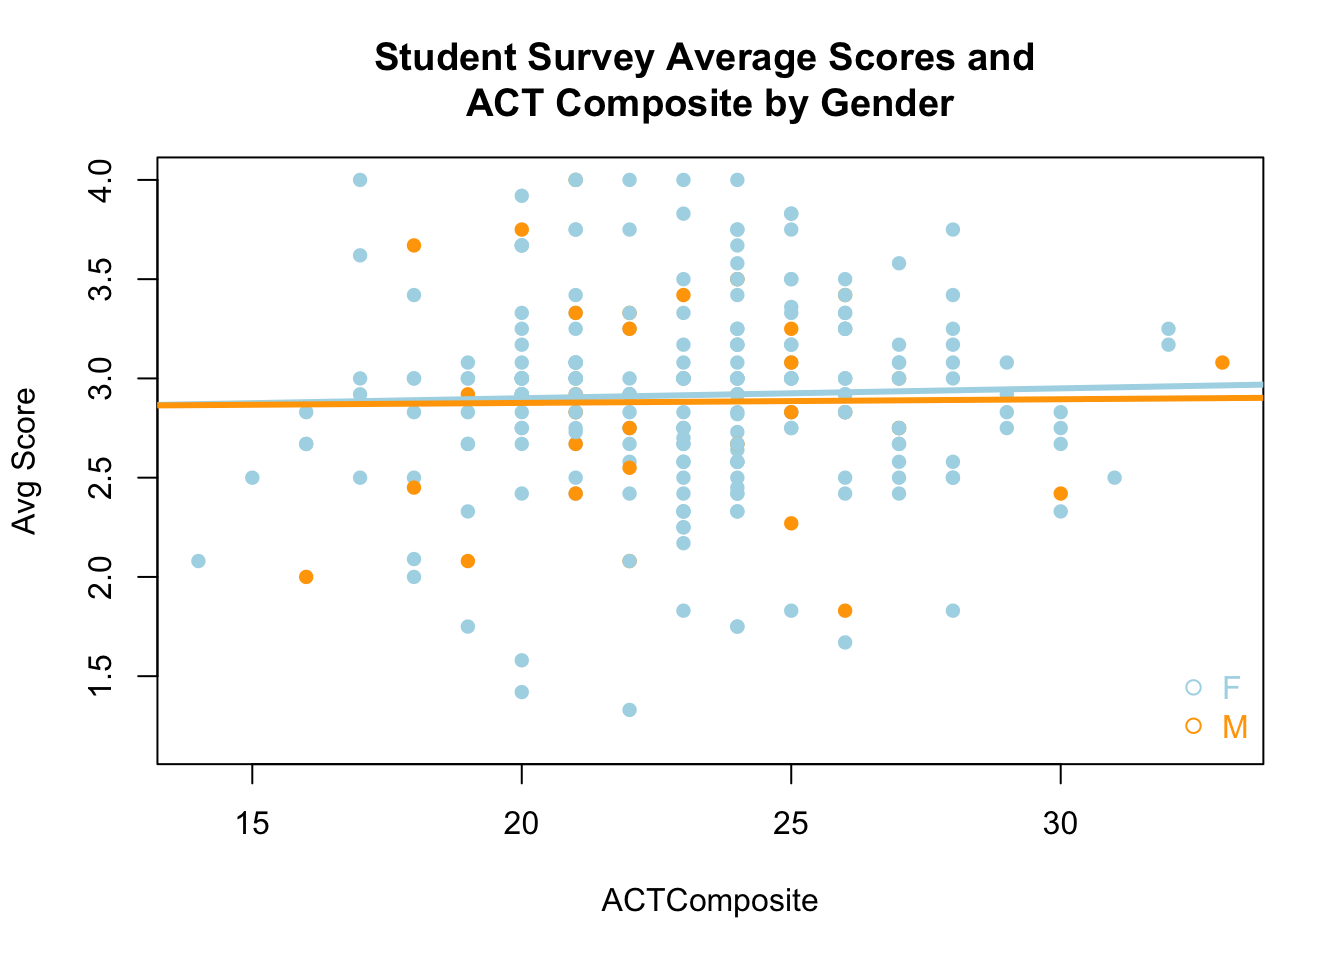 Student Survey Average Scores and
ACT Composite by Gender
4.0
3.5
3.0
2.5
2.0
1.5
Avg Score
F
M
15 20 25 30
ACTComposite